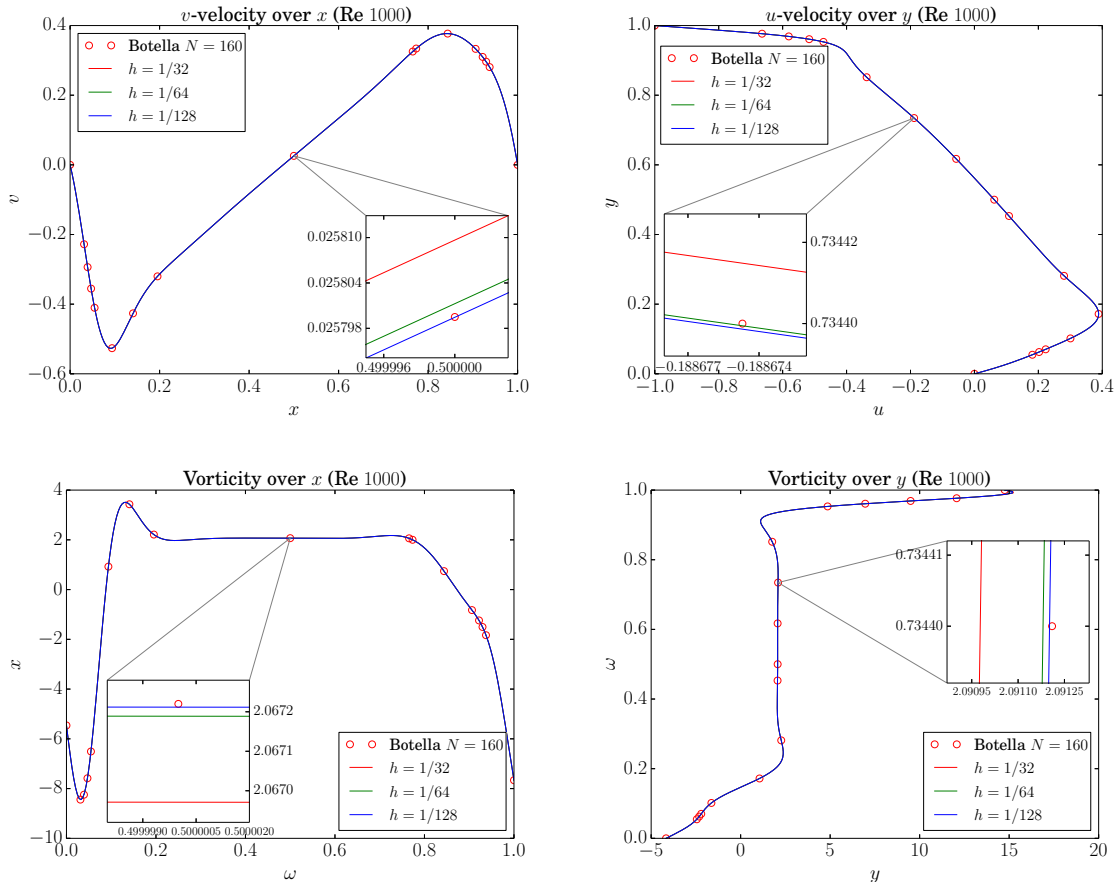 v-velocity over x (Re 1000)
0.4
0.2
0.0
−0.2
−0.4
−0.6
v
Botella N = 160
h = 1/32
h = 1/64
h = 1/128
0.025810
0.025804
0.025798
0.499996 0.500000
0.0 0.2 0.4 0.6 0.8 1.0
x
u-velocity over y (Re 1000)
1.0
0.8
0.6
0.4
0.2
0.0
y
Botella N = 160
h = 1/32
h = 1/64
h = 1/128
0.73442
0.73440
−0.188677 −0.188674
−1.0 −0.8 −0.6 −0.4 −0.2 0.0 0.2 0.4
u
Vorticity over x (Re 1000)
4
2
0
−2
−4
−6
−8
−10
x
2.0672
2.0671
2.0670
0.4999990 0.5000005 0.5000020
Botella N = 160
h = 1/32
h = 1/64
h = 1/128
0.0 0.2 0.4 0.6 0.8 1.0
ω
Vorticity over y (Re 1000)
1.0
0.8
0.6
0.4
0.2
0.0
ω
0.73441
0.73440
2.09095 2.09110 2.09125
Botella N = 160
h = 1/32
h = 1/64
h = 1/128
−5 0 5 10 15 20
y